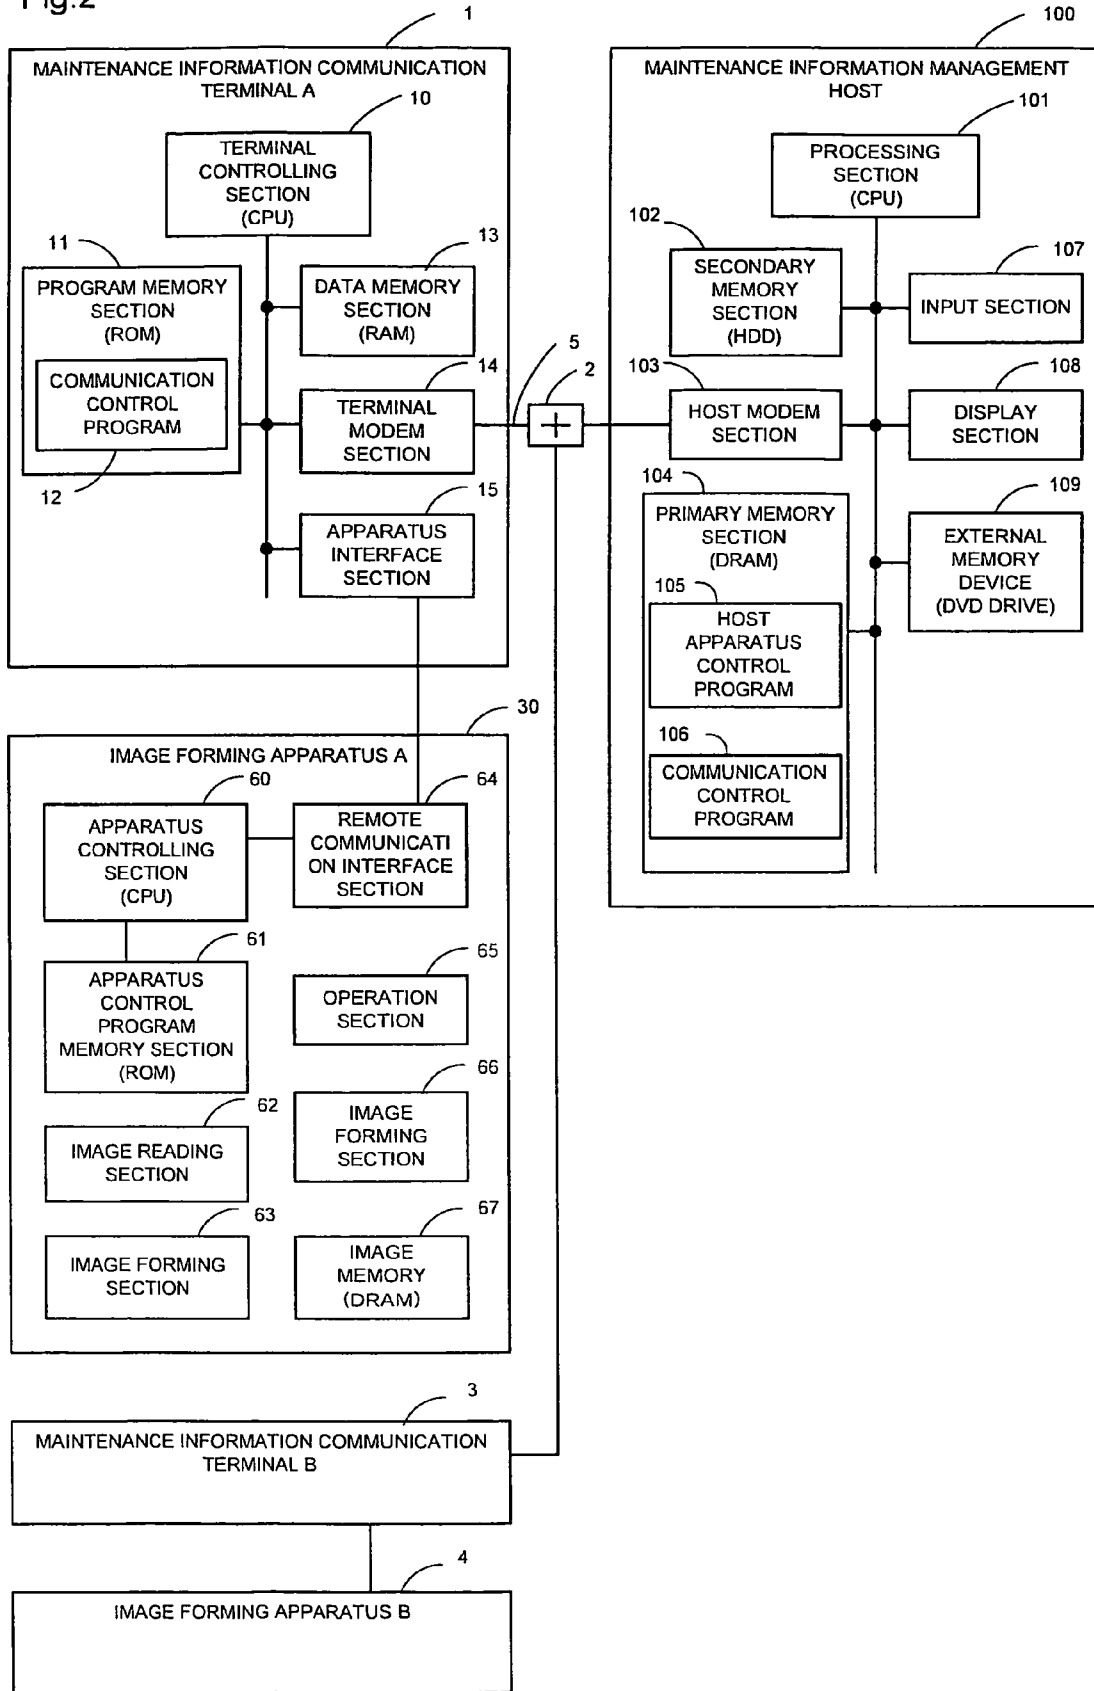 Fig.2
1
MAINTENANCE INFORMATION COMMUNICATION
TERMINAL A
10
TERMINAL
CONTROLLING
SECTION
(CPU)
11
PROGRAM MEMORY
SECTION
(ROM)
COMMUNICATION
CONTROL
PROGRAM
12
13
DATA MEMORY
SECTION
(RAM)
14
TERMINAL
MODEM
SECTION
15
APPARATUS
INTERFACE
SECTION
5
2
100
MAINTENANCE INFORMATION MANAGEMENT
HOST
101
PROCESSING
SECTION
(CPU)
102
SECONDARY
MEMORY
SECTION
(HDD)
103
HOST MODEM
SECTION
104
PRIMARY MEMORY
SECTION
(DRAM)
105
HOST
APPARATUS
CONTROL
PROGRAM
106
COMMUNICATION
CONTROL
PROGRAM
107
INPUT SECTION
108
DISPLAY
SECTION
109
EXTERNAL
MEMORY
DEVICE
(DVD DRIVE)
30
IMAGE FORMING APPARATUS A
60
APPARATUS
CONTROLLING
SECTION
(CPU)
64
REMOTE
COMMUNICATI
ON INTERFACE
SECTION
61
APPARATUS
CONTROL
PROGRAM
MEMORY SECTION
(ROM)
65
OPERATION
SECTION
62
IMAGE READING
SECTION
66
IMAGE
FORMING
SECTION
63
IMAGE FORMING
SECTION
67
IMAGE
MEMORY
(DRAM)
3
MAINTENANCE INFORMATION COMMUNICATION
TERMINAL B
4
IMAGE FORMING APPARATUS B